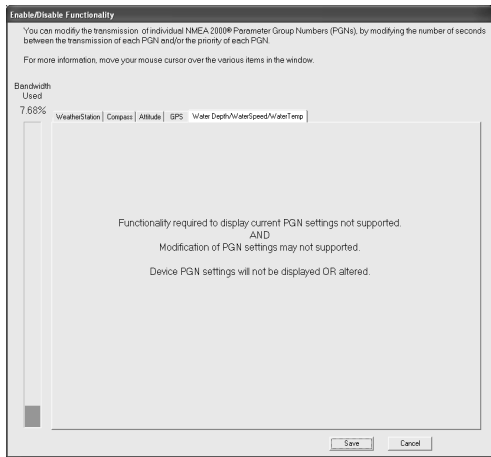 Enable/Disable Functionality
You can modify the transmission of individual NMEA 2000® Parameter Group Numbers (PGNs), by modifying the number of seconds
between the transmission of each PGN and/or the priority of each PGN.
For more information, move your mouse cursor over the various items in the window.
Bandwidth
Used
7.68%
WeatherStation Compass Attitude GPS Water Depth/WaterSpeed/WaterTemp
Functionality required to display current PGN settings not supported.
AND
Modification of PGN settings may not supported.
Device PGN settings will not be displayed OR altered.
Save Cancel